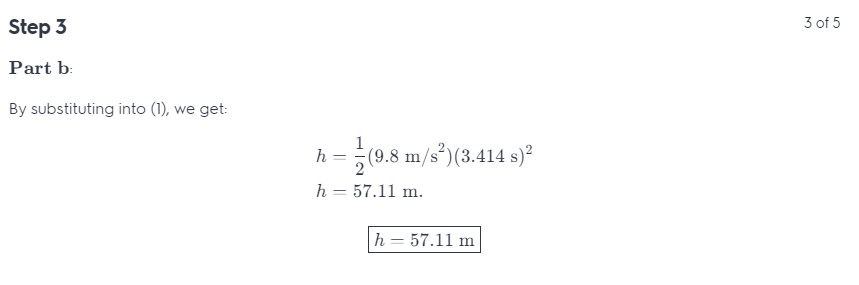 Step 3
3 of 5
Part b:
By substituting into (1), we get:
h = 1/2 (9.8 m/s²)(3.414 s)²
h = 57.11 m.
h = 57.11 m